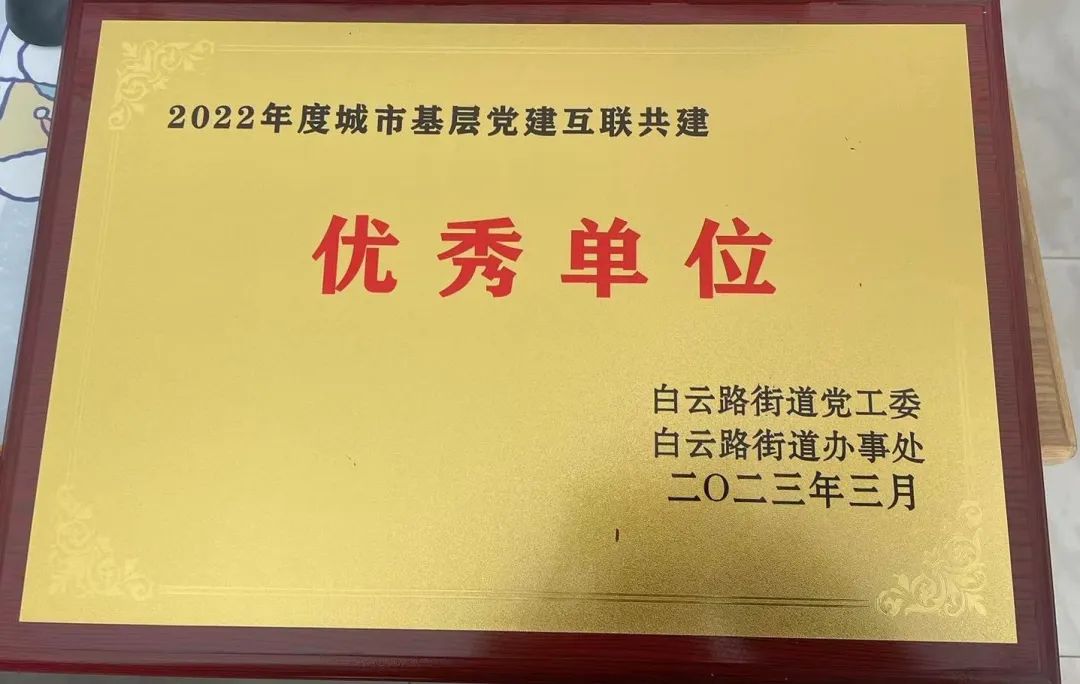 2022年度城市基层党建互联共建
优秀单位
白云路街道党工委
白云路街道办事处
二〇二三年三月